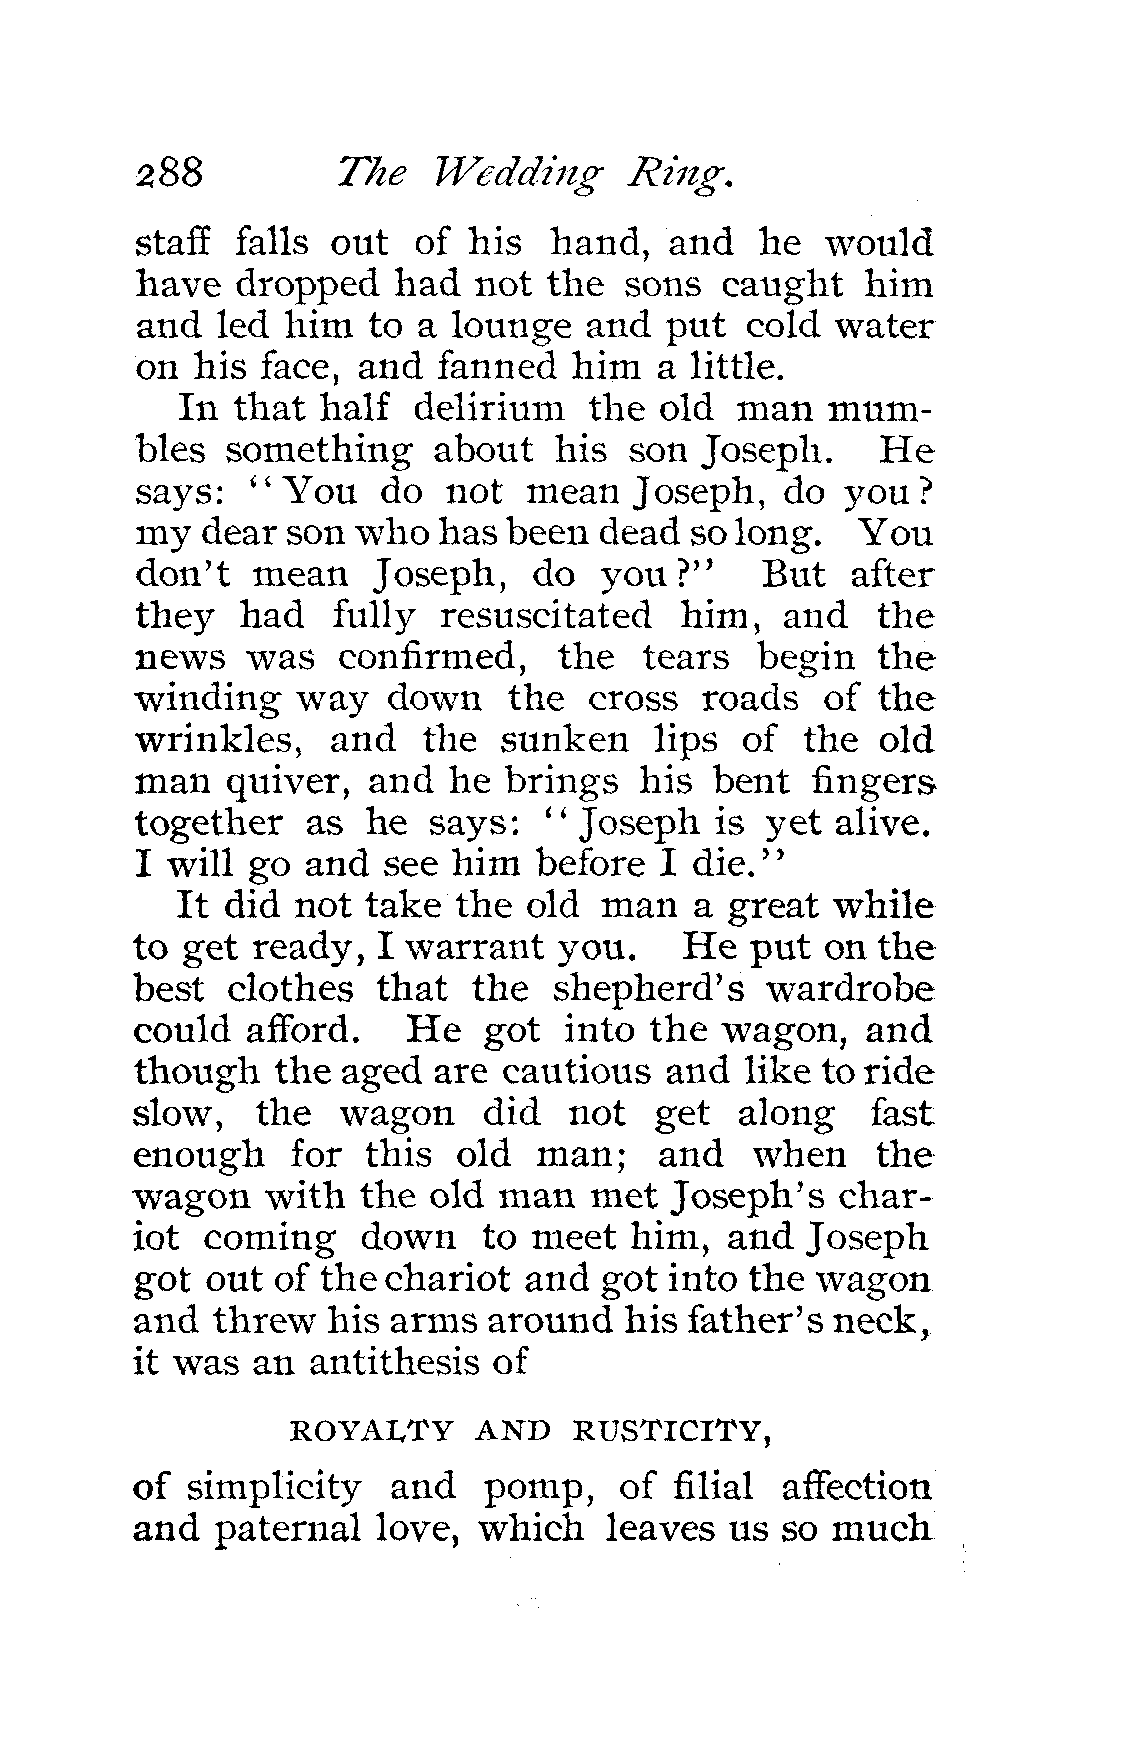 288 The Wedding Ring.
staff falls out of his hand, and he would
have dropped had not the sons caught him
and led him to a lounge and put cold water
on his face, and fanned him a little.
In that half delirium the old man mum-
bles something about his son Joseph. He
says: "You do not mean Joseph, do you?
my dear son who has been dead so long. You
don't mean Joseph, do you?" But after
they had fully resuscitated him, and the
news was confirmed, the tears begin the
winding way down the cross roads of the
wrinkles, and the sunken lips of the old
man quiver, and he brings his bent fingers
together as he says: "Joseph is yet alive.
I will go and see him before I die."
It did not take the old man a great while
to get ready, I warrant you. He put on the
best clothes that the shepherd's wardrobe
could afford. He got into the wagon, and
though the aged are cautious and like to ride
slow, the wagon did not get along fast
enough for this old man; and when the
wagon with the old man met Joseph's char-
iot coming down to meet him, and Joseph
got out of the chariot and got into the wagon
and threw his arms around his father's neck,
it was an antithesis of
ROYALTY AND RUSTICITY,
of simplicity and pomp, of filial affection
and paternal love, which leaves us so much